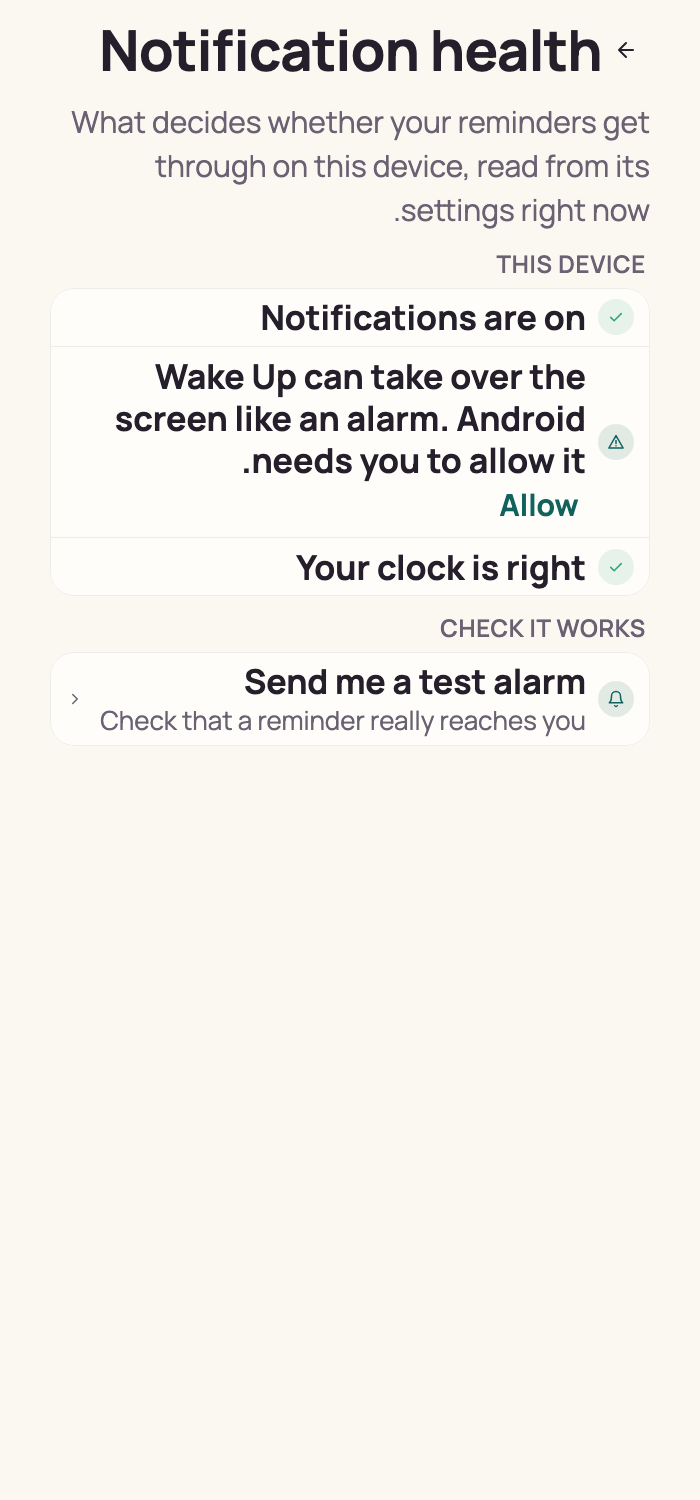 Notification health
What decides whether your reminders get
through on this device, read from its
.settings right now
THIS DEVICE
Notifications are on
Wake Up can take over the
screen like an alarm. Android
.needs you to allow it
Allow
Your clock is right
CHECK IT WORKS
Send me a test alarm
Check that a reminder really reaches you